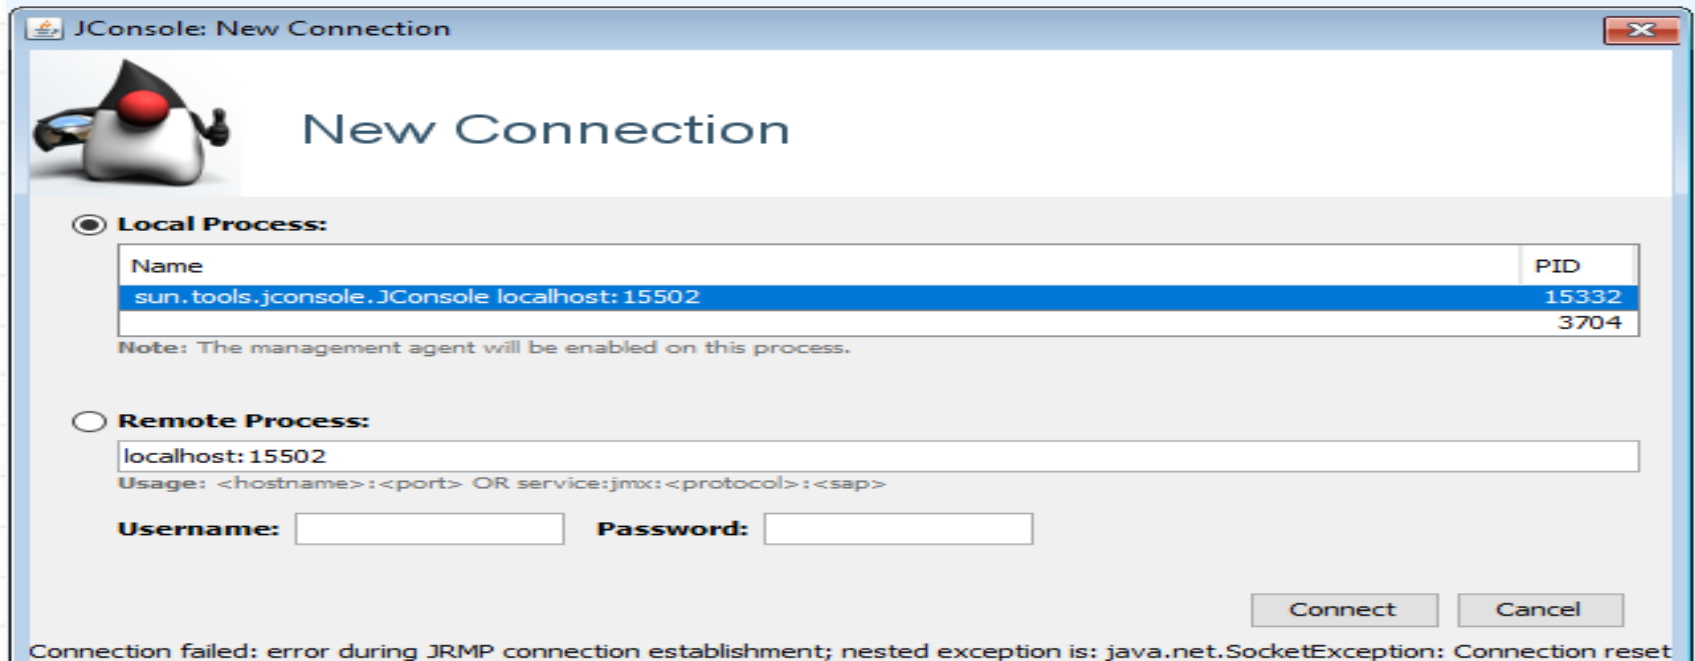 JConsole: New Connection
New Connection
Local Process:
Name PID
sun.tools.jconsole.JConsole localhost:15502 15332
3704
Note: The management agent will be enabled on this process.
Remote Process:
localhost:15502
Usage: <hostname>:<port> OR service:jmx:<protocol>:<sap>
Username: Password:
Connect Cancel
Connection failed: error during JRMP connection establishment; nested exception is: java.net.SocketException: Connection reset